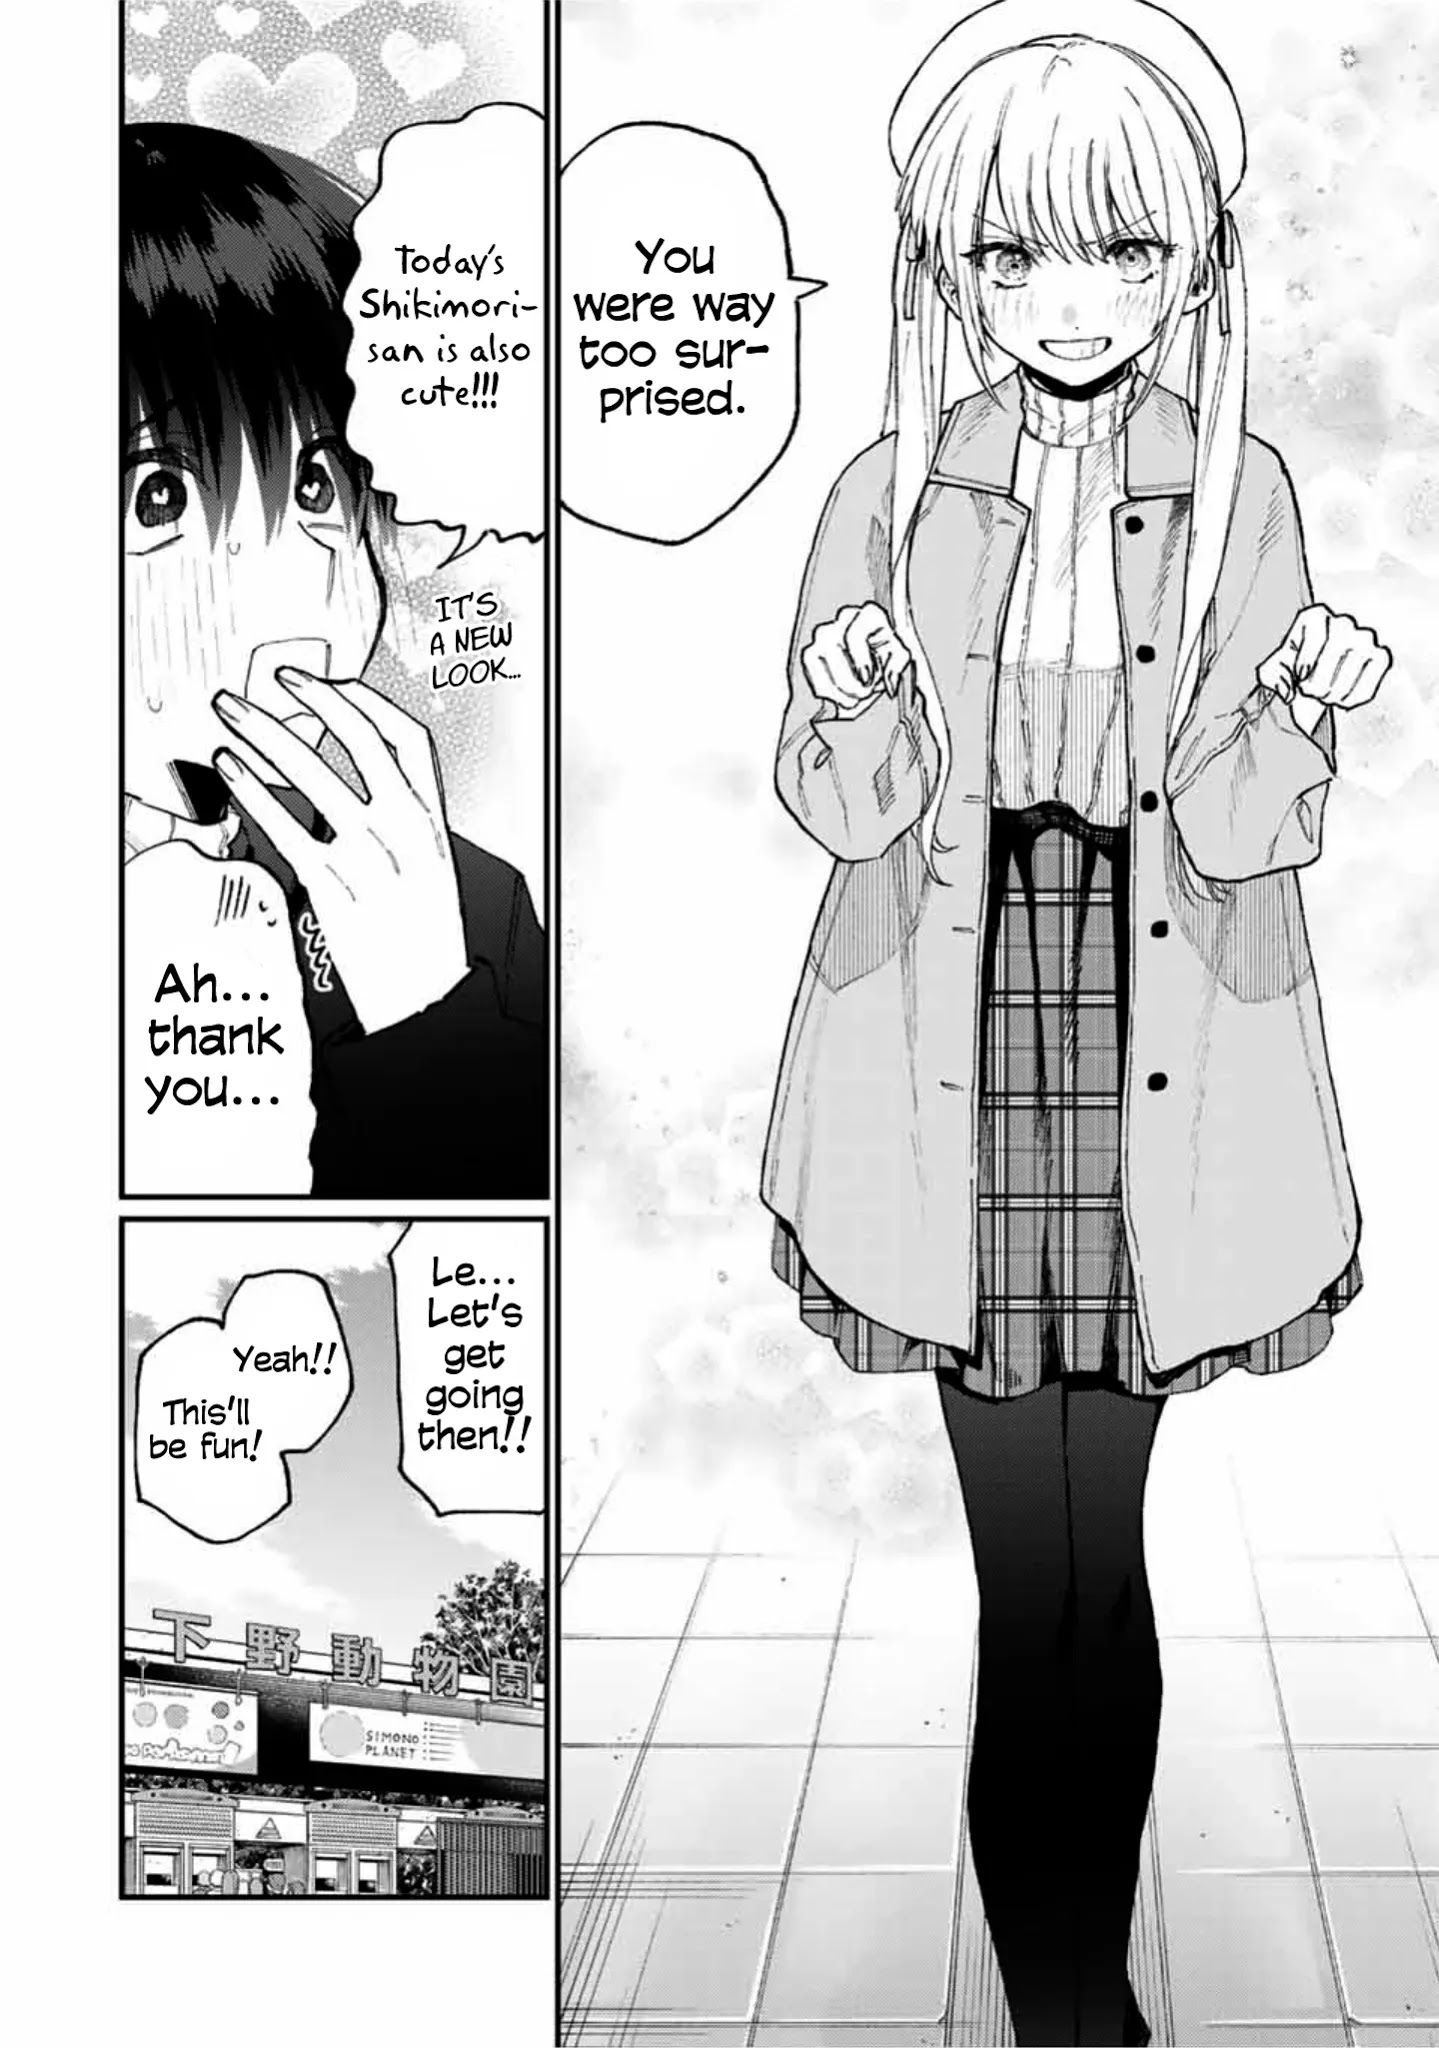 You
were way
too sur-
prised.
Today's
Shikimori-
san is also
cute!!!
IT'S
A NEW
LOOK...
Ah...
thank
you...
Le...
Let's
get
going
then!!
Yeah!!
This'll
be fun!
下野動物園
SIMONO
PLANET